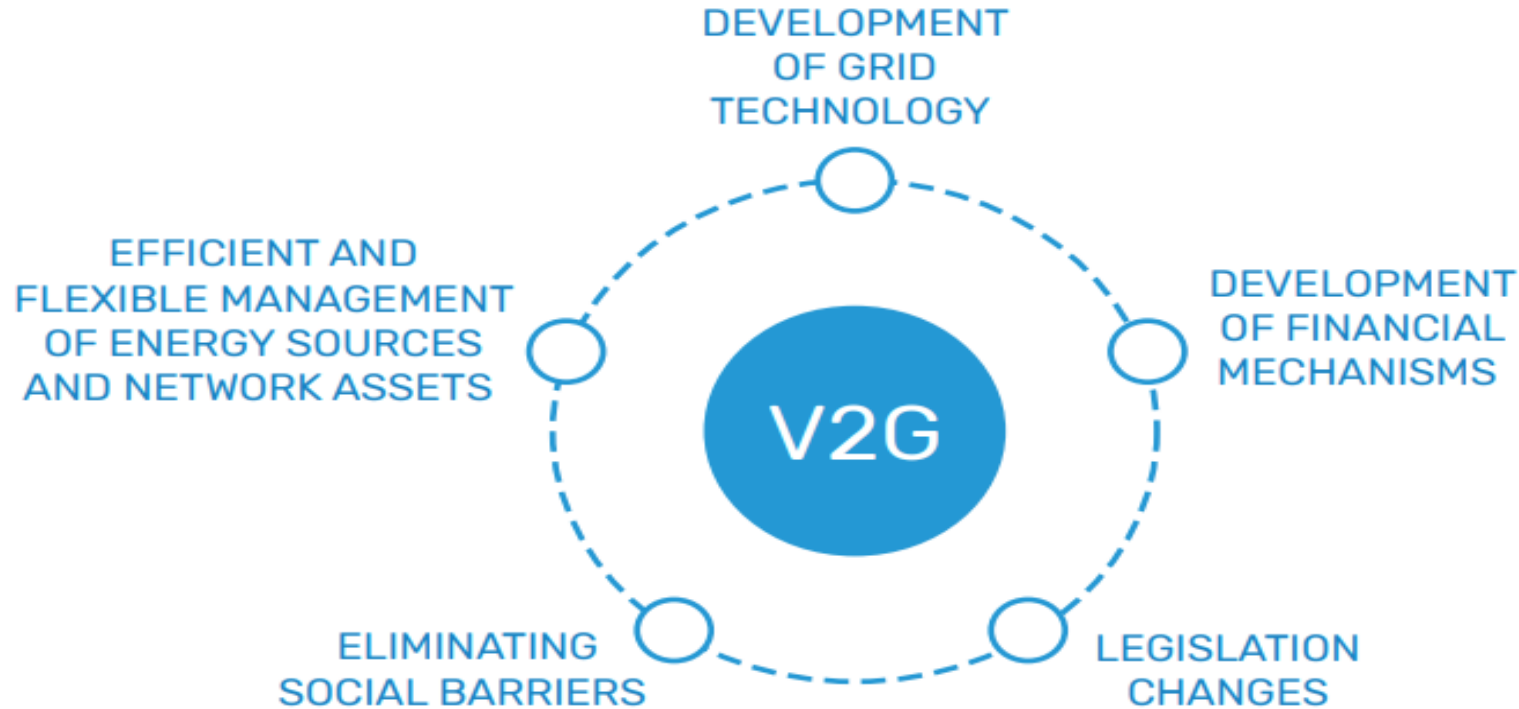 DEVELOPMENT
OF GRID
TECHNOLOGY
EFFICIENT AND
FLEXIBLE MANAGEMENT
OF ENERGY SOURCES
AND NETWORK ASSETS
DEVELOPMENT
OF FINANCIAL
MECHANISMS
V2G
ELIMINATING
SOCIAL BARRIERS
LEGISLATION
CHANGES